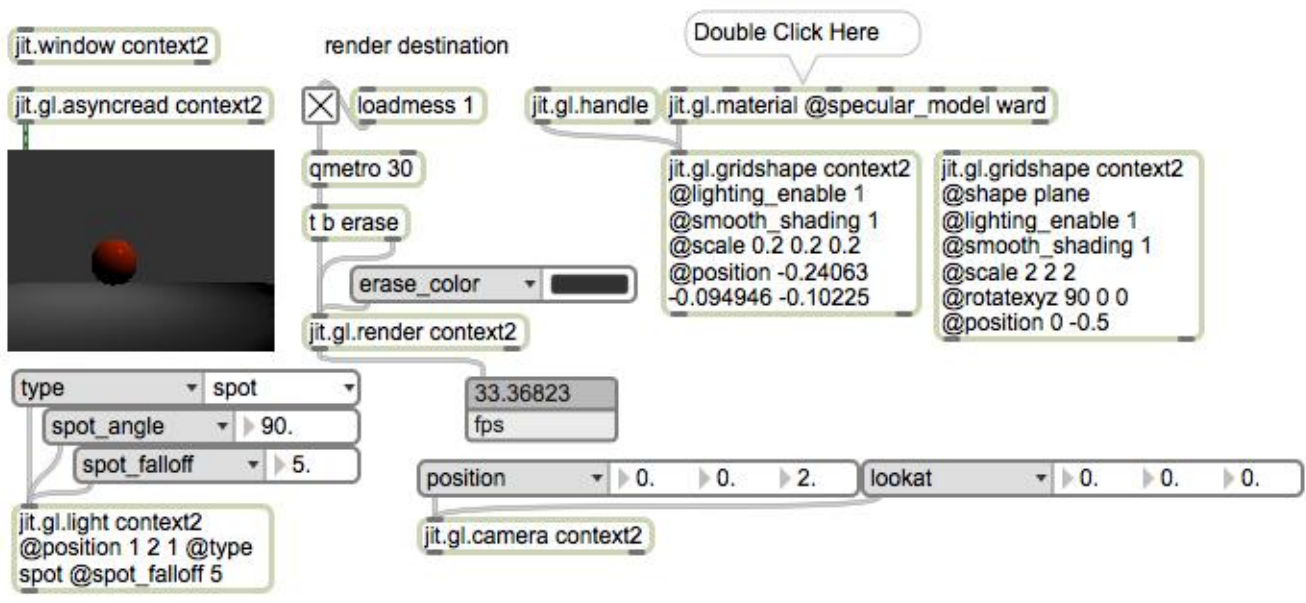 jit.window context2
render destination
Double Click Here
jit.gl.asyncread context2
loadmess 1
jit.gl.handle
jit.gl.material @specular_model ward
qmetro 30
t b erase
erase_color
jit.gl.render context2
jit.gl.gridshape context2
@lighting_enable 1
@smooth_shading 1
@scale 0.2 0.2 0.2
@position -0.24063
-0.094946 -0.10225
jit.gl.gridshape context2
@shape plane
@lighting_enable 1
@smooth_shading 1
@scale 2 2 2
@rotatexyz 90 0 0
@position 0 -0.5
type spot
spot_angle 90.
spot_falloff 5.
33.36823
fps
position 0. 0. 2.
lookat 0. 0. 0.
jit.gl.light context2
@position 1 2 1 @type
spot @spot_falloff 5
jit.gl.camera context2